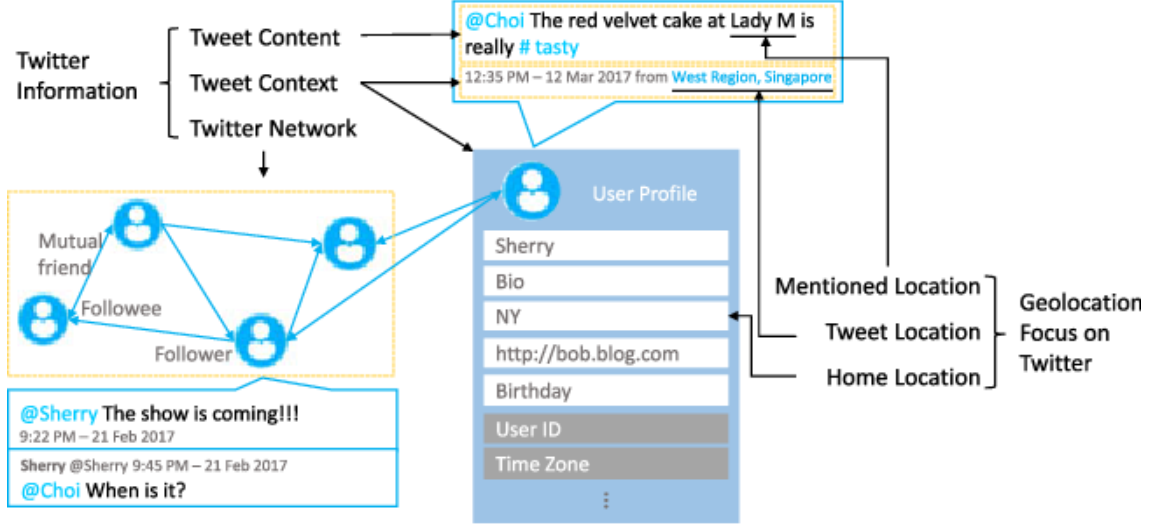 Twitter
Information
Tweet Content
Tweet Context
Twitter Network
@Choi The red velvet cake at Lady M is
really # tasty
12:35 PM – 12 Mar 2017 from West Region, Singapore
Mutual
friend
Followee
Follower
@Sherry The show is coming!!!
9:22 PM – 21 Feb 2017
Sherry @Sherry 9:45 PM – 21 Feb 2017
@Choi When is it?
User Profile
Sherry
Bio
NY
http://bob.blog.com
Birthday
User ID
Time Zone
⋮
Mentioned Location
Tweet Location
Home Location
Geolocation
Focus on
Twitter